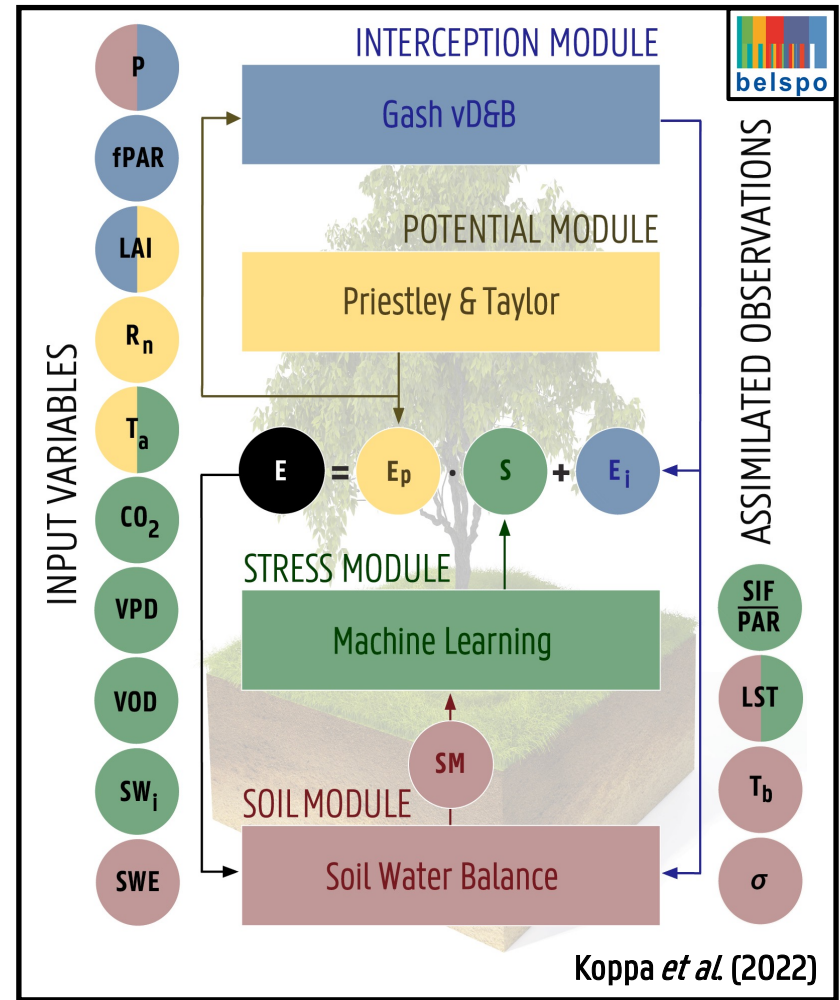 INTERCEPTION MODULE
belspo
P
Gash vD&B
fPAR
POTENTIAL MODULE
LAI
Priestley & Taylor
Rn
INPUT VARIABLES
ASSIMILATED OBSERVATIONS
Ta
E = Ep · S + Ei
CO2
STRESS MODULE
SIF
PAR
VPD
Machine Learning
LST
VOD
SM
Tb
SWi
SOIL MODULE
SWE
Soil Water Balance
σ
Koppa et al. (2022)